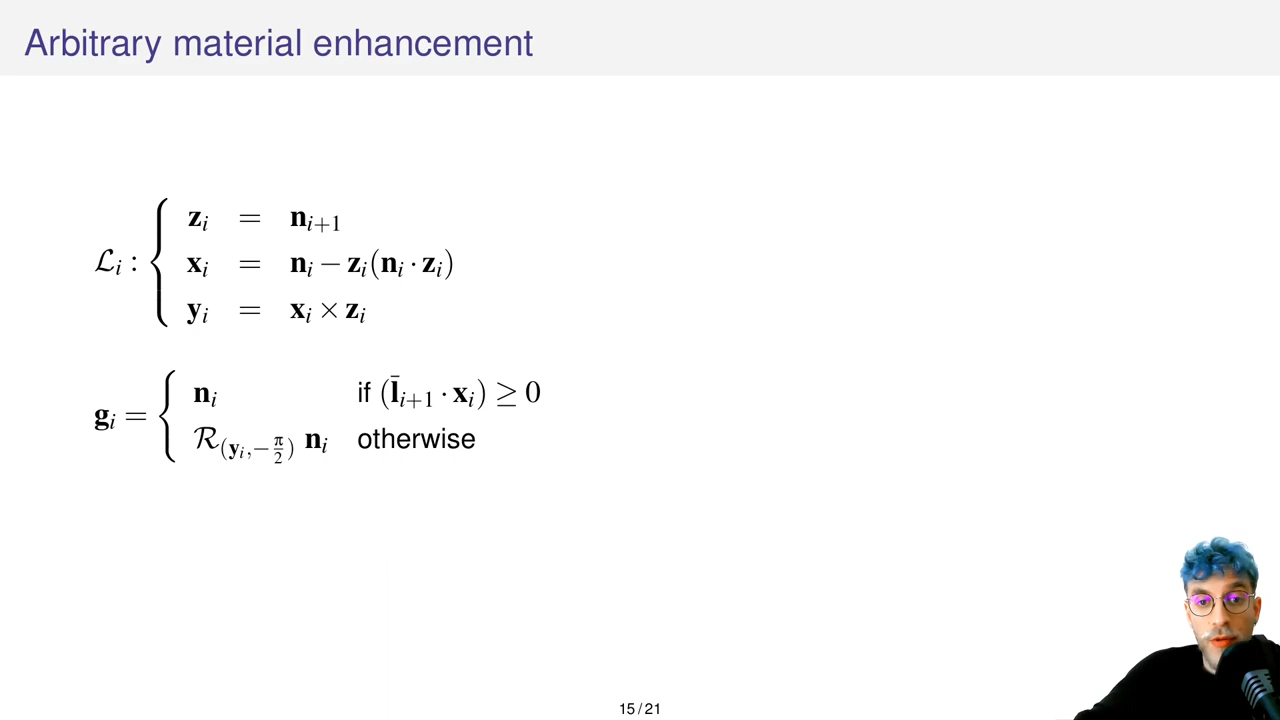 Arbitrary material enhancement
ℒᵢ : { 𝐳ᵢ = 𝐧ᵢ₊₁
𝐱ᵢ = 𝐧ᵢ − 𝐳ᵢ(𝐧ᵢ · 𝐳ᵢ)
𝐲ᵢ = 𝐱ᵢ × 𝐳ᵢ
𝐠ᵢ = { 𝐧ᵢ if (𝐥̄ᵢ₊₁ · 𝐱ᵢ) ≥ 0
ℛ_(𝐲ᵢ,−π/2) 𝐧ᵢ otherwise
15 / 21